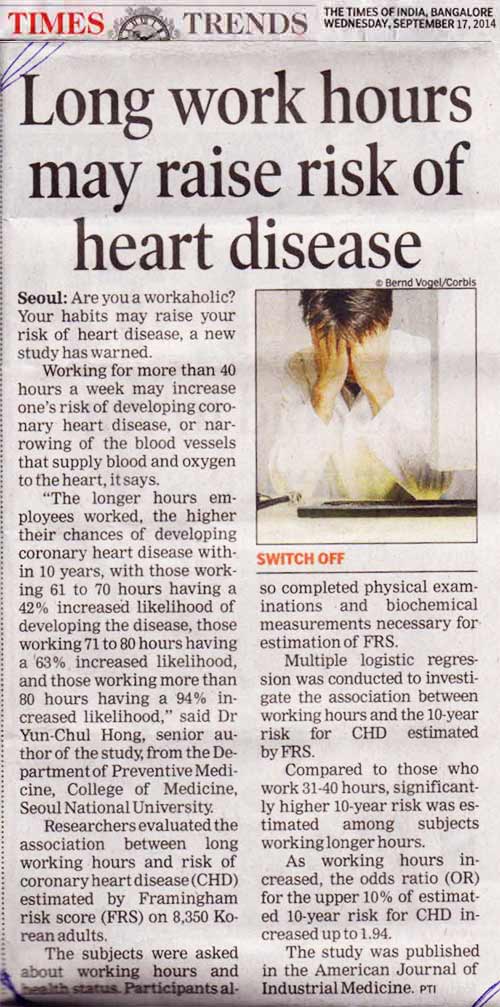 TIMES TRENDS
THE TIMES OF INDIA, BANGALORE
WEDNESDAY, SEPTEMBER 17, 2014
Long work hours
may raise risk of
heart disease
© Bernd Vogel/Corbis
Seoul: Are you a workaholic?
Your habits may raise your
risk of heart disease, a new
study has warned.
Working for more than 40
hours a week may increase
one's risk of developing coro-
nary heart disease, or nar-
rowing of the blood vessels
that supply blood and oxygen
to the heart, it says.
"The longer hours em-
ployees worked, the higher
their chances of developing
coronary heart disease with-
in 10 years, with those work-
ing 61 to 70 hours having a
42% increased likelihood of
developing the disease, those
working 71 to 80 hours having
a 63% increased likelihood,
and those working more than
80 hours having a 94% in-
creased likelihood," said Dr
Yun-Chul Hong, senior au-
thor of the study, from the De-
partment of Preventive Medi-
cine, College of Medicine,
Seoul National University.
Researchers evaluated the
association between long
working hours and risk of
coronary heart disease (CHD)
estimated by Framingham
risk score (FRS) on 8,350 Ko-
rean adults.
The subjects were asked
about working hours and
health status. Participants al-
SWITCH OFF
so completed physical exam-
inations and biochemical
measurements necessary for
estimation of FRS.
Multiple logistic regres-
sion was conducted to investi-
gate the association between
working hours and the 10-year
risk for CHD estimated
by FRS.
Compared to those who
work 31-40 hours, significant-
ly higher 10-year risk was es-
timated among subjects
working longer hours.
As working hours in-
creased, the odds ratio (OR)
for the upper 10% of estimat-
ed 10-year risk for CHD in-
creased up to 1.94.
The study was published
in the American Journal of
Industrial Medicine. PTI